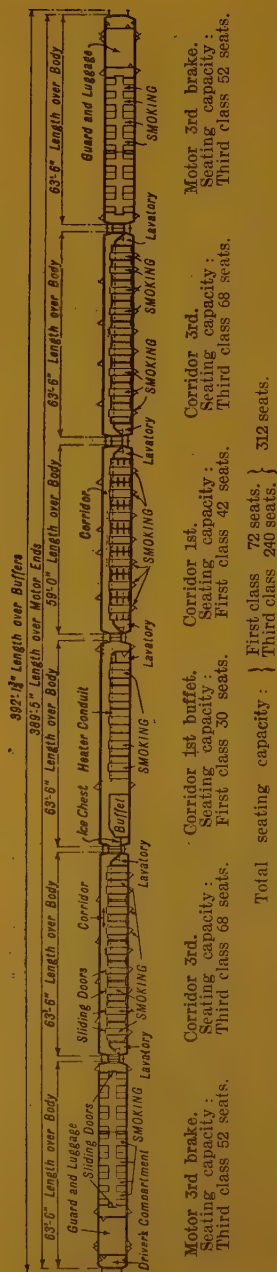 392'-1¾" Length over Buffers
389'-5" Length over Motor Ends
63'-6" Length over Body
63'-6" Length over Body
63'-6" Length over Body
59'-0" Length over Body
63'-6" Length over Body
63'-6" Length over Body
Guard and Luggage
Sliding Doors
Sliding Doors
Corridor
Ice Chest
Heater Conduit
Corridor
Guard and Luggage
Buffet
Driver's Compartment
SMOKING
Lavatory
SMOKING
Lavatory
SMOKING
Lavatory
SMOKING
Lavatory
SMOKING
SMOKING
Lavatory
SMOKING
Motor 3rd brake.
Seating capacity:
Third class 52 seats.
Corridor 3rd.
Seating capacity:
Third class 68 seats.
Corridor 1st buffet.
Seating capacity:
First class 30 seats.
Corridor 1st.
Seating capacity:
First class 42 seats.
Corridor 3rd.
Seating capacity:
Third class 68 seats.
Motor 3rd brake.
Seating capacity:
Third class 52 seats.
Total seating capacity: } First class 72 seats. } 312 seats.
Third class 240 seats.